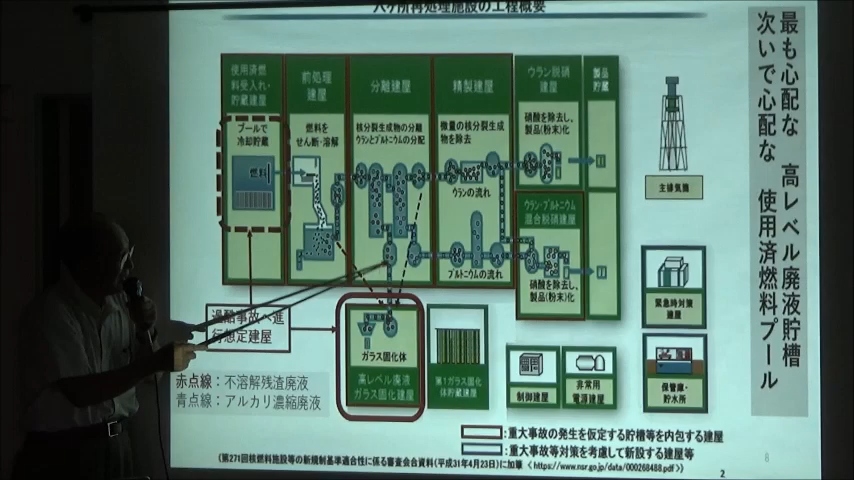 六ヶ所再処理施設の工程概要
最も心配な 高レベル廃液貯槽
次いで心配な 使用済燃料プール
使用済燃
料受入れ・
貯蔵建屋
前処理
建屋
分離建屋
精製建屋
ウラン脱硝
建屋
製品
貯蔵
プールで
冷却貯蔵
燃料を
せん断・溶解
核分裂生成物の分離
ウランとプルトニウムの分配
微量の核分裂生成
物を除去
硝酸を除去し、
製品(粉末)化
燃料
ウランの流れ
主排気筒
ウラン・プルトニウム
混合脱硝建屋
プルトニウムの流れ
硝酸を除去し、
製品(粉末)化
緊急時対策
建屋
過酷事故へ進
行想定建屋
ガラス固化体
高レベル廃液
ガラス固化建屋
第1ガラス固化
体貯蔵建屋
制御建屋
非常用
電源建屋
保管庫・
貯水所
赤点線:不溶解残渣廃液
青点線:アルカリ濃縮廃液
:重大事故の発生を仮定する貯槽等を内包する建屋
:重大事故等対策を考慮して新設する建屋等
(第271回核燃料施設等の新規制基準適合性に係る審査会合資料(平成31年4月23日)に加筆 <https://www.nsr.go.jp/data/000268488.pdf>)
2
8